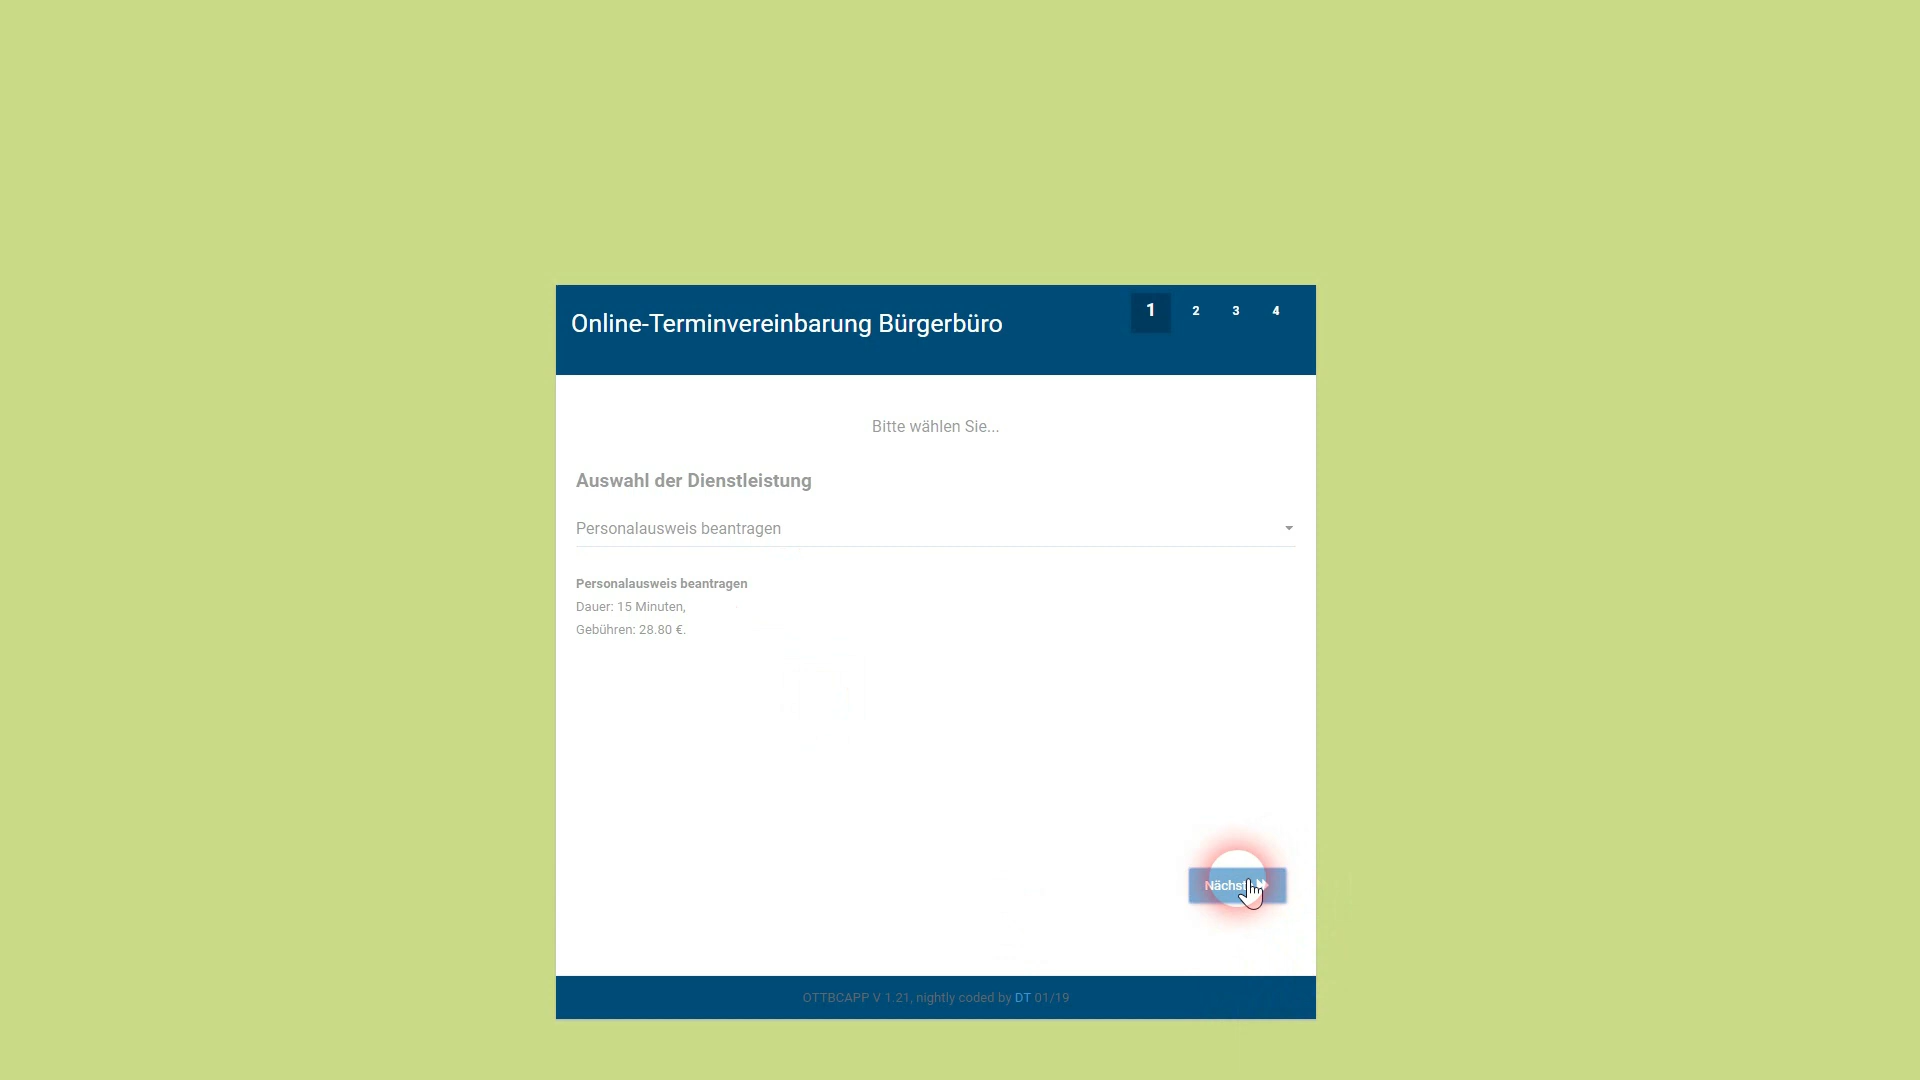 Online-Terminvereinbarung Bürgerbüro
1 2 3 4
Bitte wählen Sie...
Auswahl der Dienstleistung
Personalausweis beantragen
Personalausweis beantragen
Dauer: 15 Minuten,
Gebühren: 28.80 €.
OTTBCAPP V 1.21, nightly coded by DT 01/19